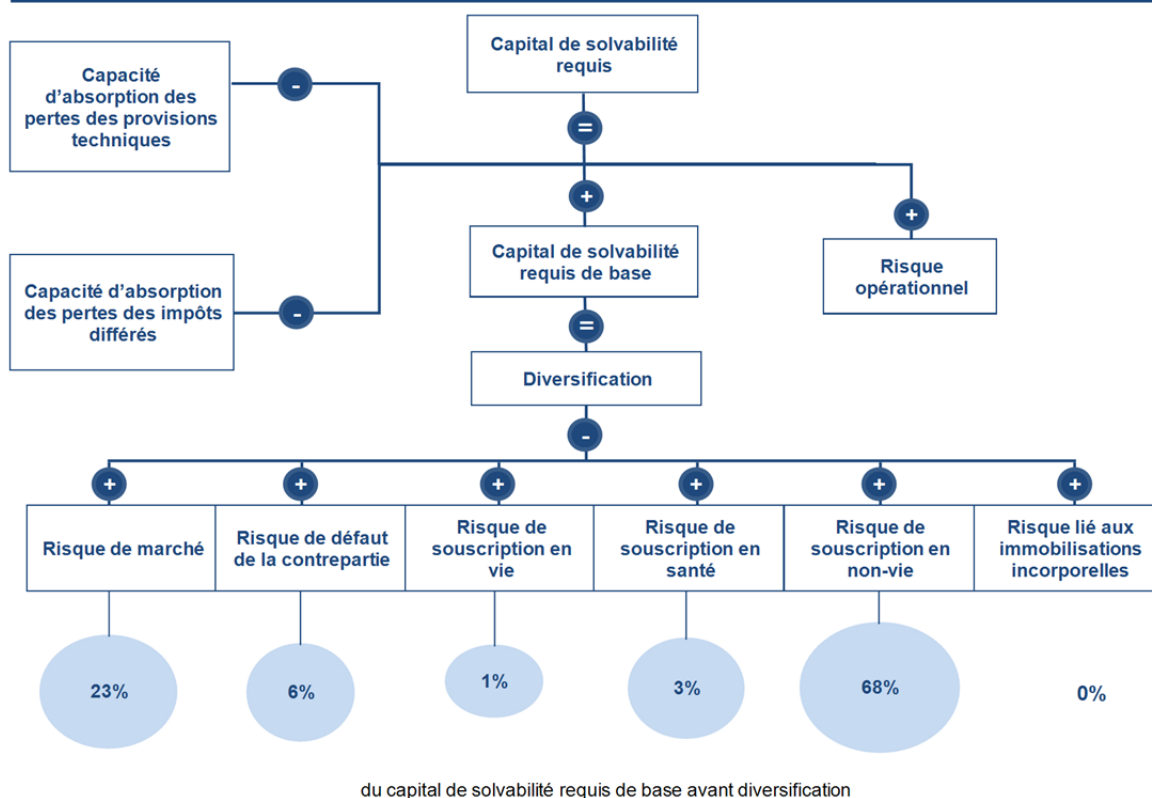 Capital de solvabilité
requis
Capacité
d'absorption des
pertes des provisions
techniques
-
=
+
+
Capital de solvabilité
requis de base
Risque
opérationnel
Capacité d'absorption
des pertes des impôts
différés
-
=
Diversification
-
+
+
+
+
+
+
Risque de marché
Risque de défaut
de la contrepartie
Risque de
souscription en
vie
Risque de
souscription en
santé
Risque de
souscription en
non-vie
Risque lié aux
immobilisations
incorporelles
23%
6%
1%
3%
68%
0%
du capital de solvabilité requis de base avant diversification